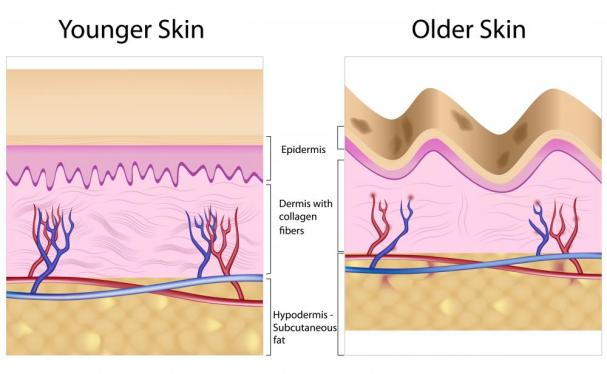 Younger Skin
Older Skin
Epidermis
Dermis with
collagen
fibers
Hypodermis -
Subcutaneous
fat